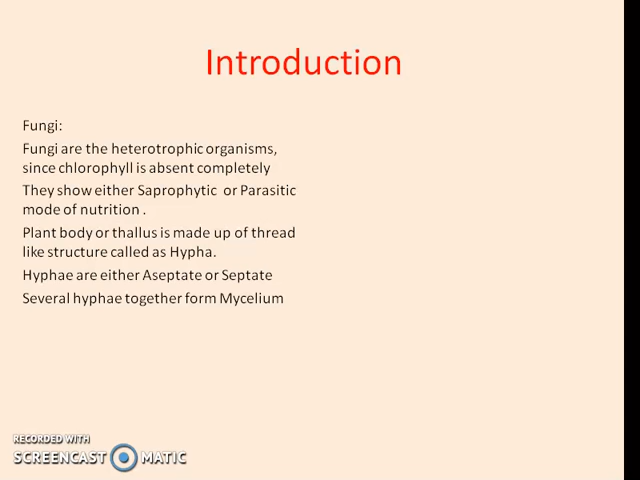 Introduction
Fungi:
Fungi are the heterotrophic organisms,
since chlorophyll is absent completely
They show either Saprophytic or Parasitic
mode of nutrition .
Plant body or thallus is made up of thread
like structure called as Hypha.
Hyphae are either Aseptate or Septate
Several hyphae together form Mycelium
RECORDED WITH
SCREENCAST MATIC